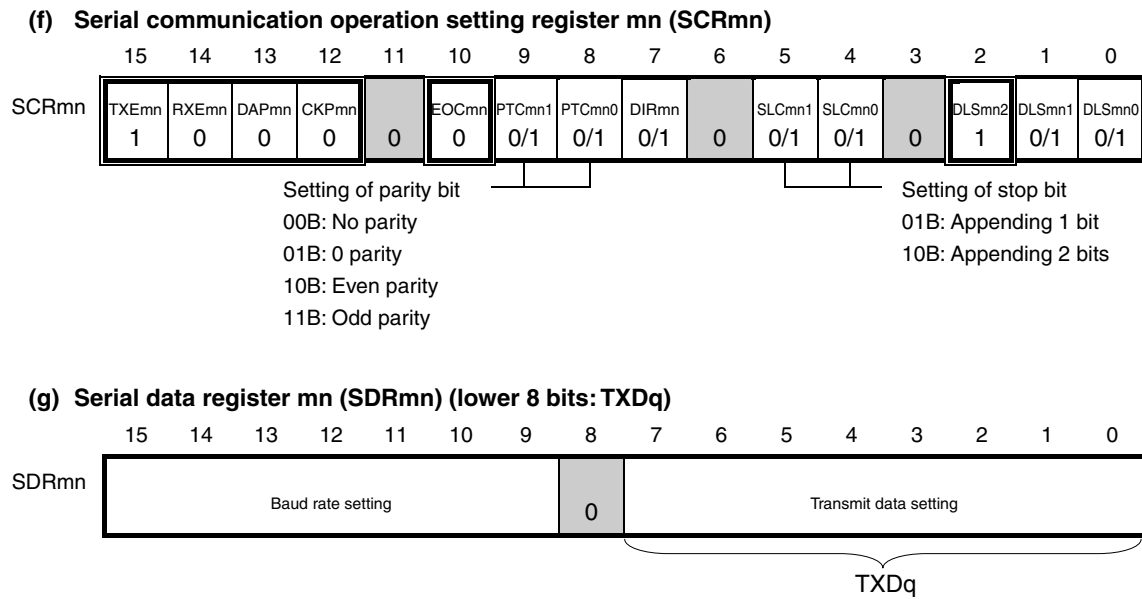 (f) Serial communication operation setting register mn (SCRmn)
15 14 13 12 11 10 9 8 7 6 5 4 3 2 1 0
SCRmn TXEmn RXEmn DAPmn CKPmn EOCmn PTCmn1 PTCmn0 DIRmn SLCmn1 SLCmn0 DLSmn2 DLSmn1 DLSmn0
1 0 0 0 0 0 0/1 0/1 0/1 0 0/1 0/1 0 1 0/1 0/1
Setting of parity bit
00B: No parity
01B: 0 parity
10B: Even parity
11B: Odd parity
Setting of stop bit
01B: Appending 1 bit
10B: Appending 2 bits
(g) Serial data register mn (SDRmn) (lower 8 bits: TXDq)
15 14 13 12 11 10 9 8 7 6 5 4 3 2 1 0
SDRmn Baud rate setting 0 Transmit data setting
TXDq